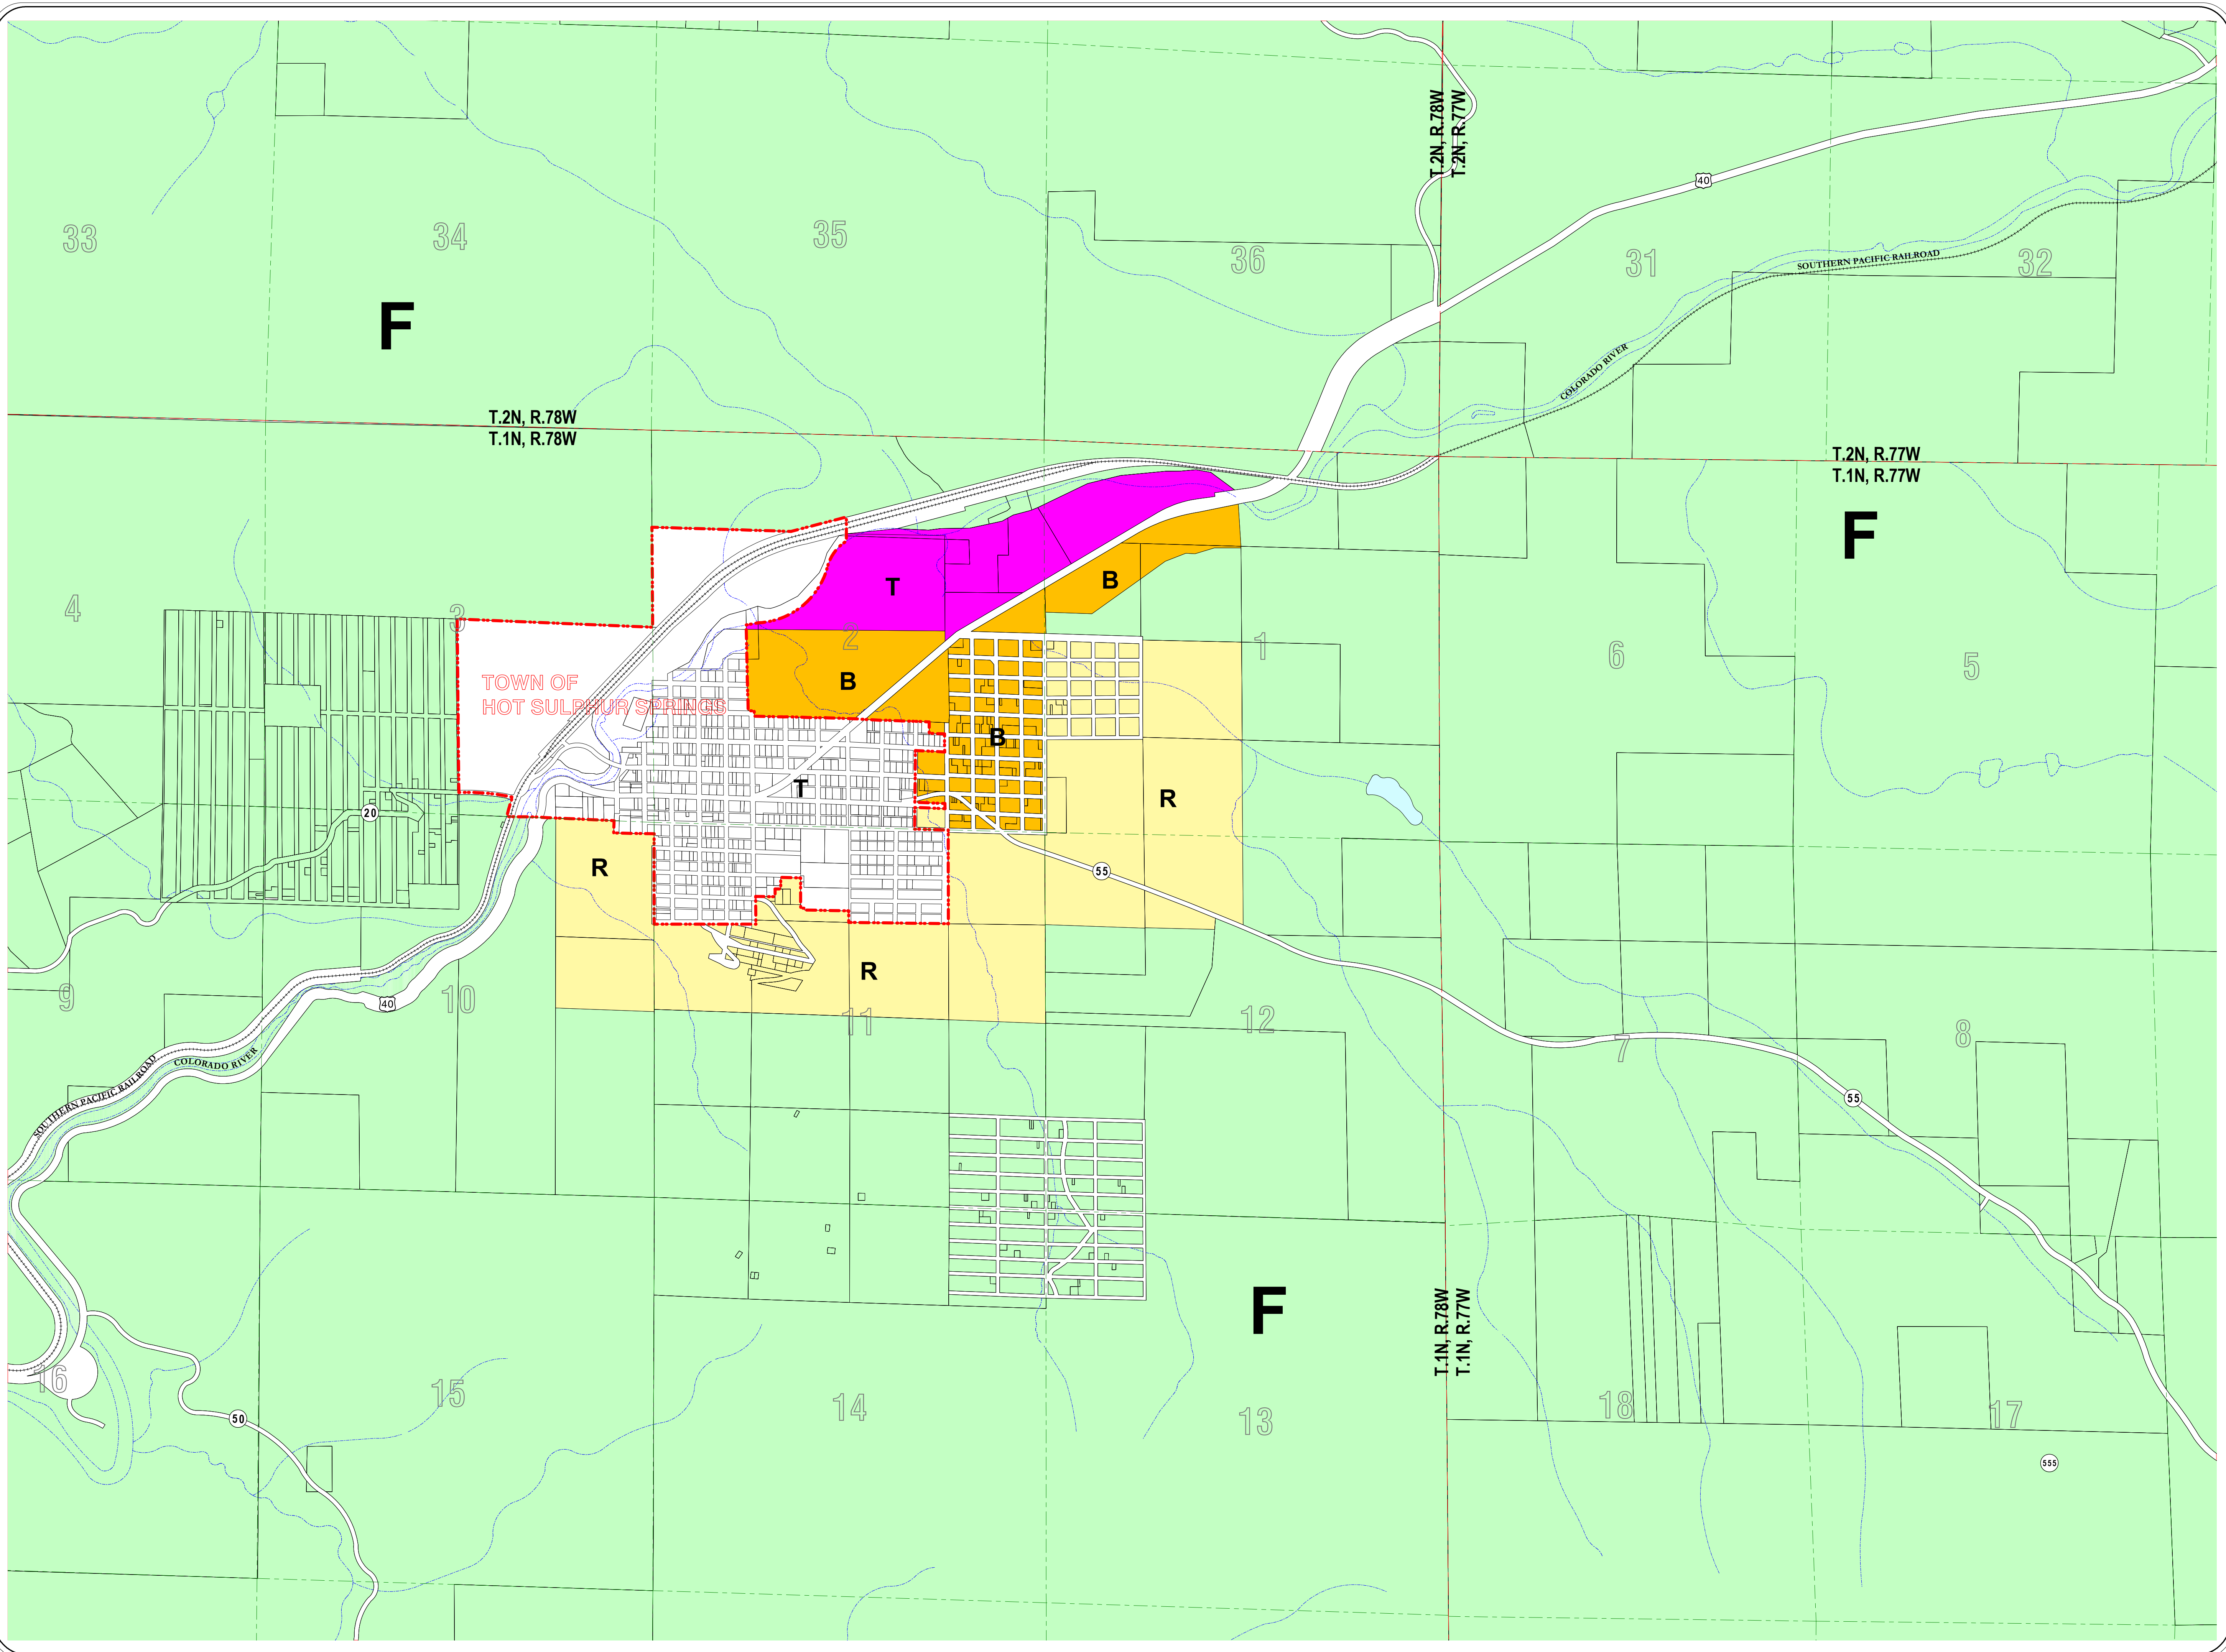 T.2N, R.78W
T.2N, R.77W
40
33
34
35
36
31
32
SOUTHERN PACIFIC RAILROAD
F
COLORADO RIVER
T.2N, R.78W
T.1N, R.78W
T.2N, R.77W
T.1N, R.77W
F
T
B
4
3
2
1
6
5
TOWN OF
HOT SULPHUR SPRINGS
B
B
T
R
20
R
55
R
9
40
10
11
12
7
8
SOUTHERN PACIFIC RAILROAD
COLORADO RIVER
55
F
T.1N, R.78W
T.1N, R.77W
16
15
14
13
18
17
50
555